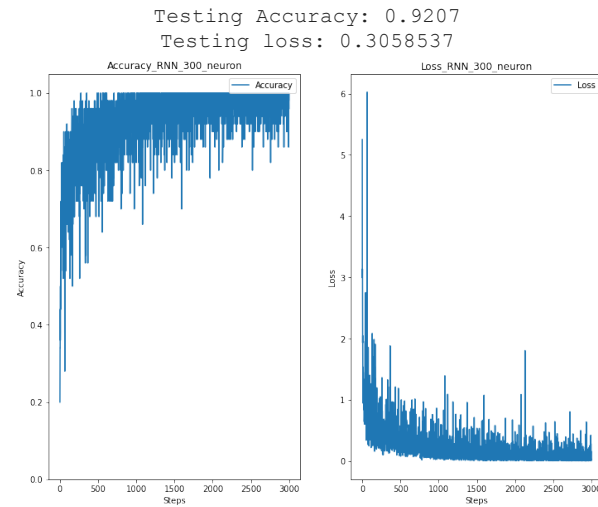 Testing Accuracy: 0.9207
Testing loss: 0.3058537
Accuracy_RNN_300_neuron
Accuracy
1.0
0.8
0.6
0.4
0.2
0.0
Accuracy
0
500
1000
1500
2000
2500
3000
Steps
Loss_RNN_300_neuron
Loss
6
5
4
3
2
1
0
Loss
0
500
1000
1500
2000
2500
3000
Steps